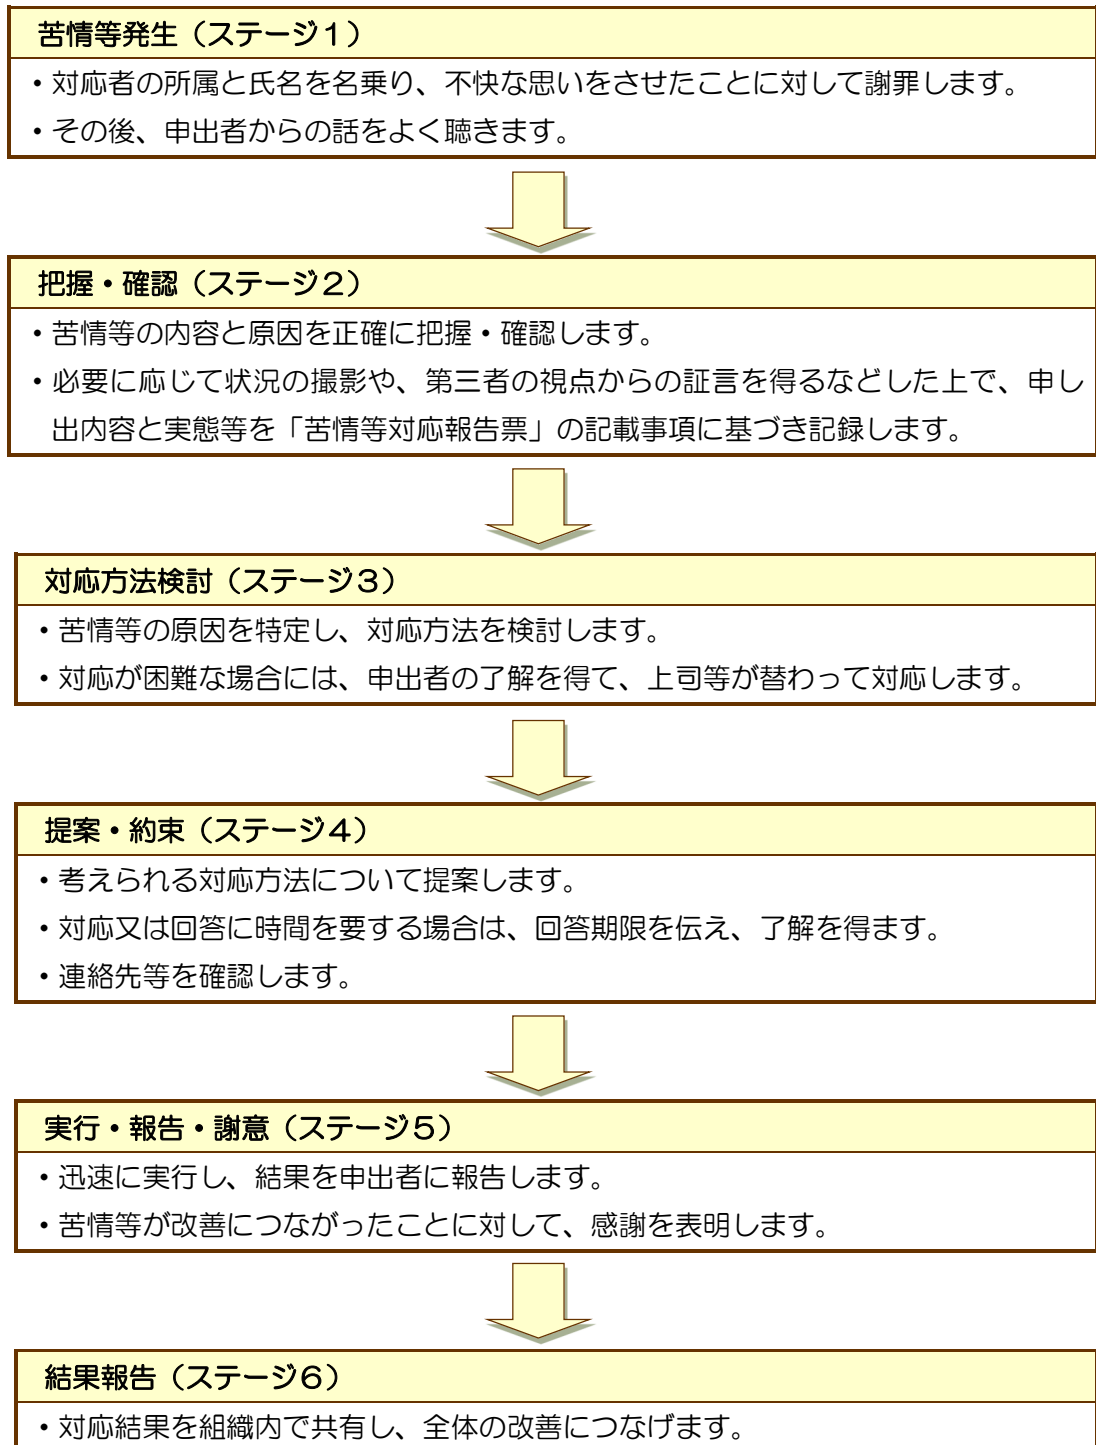 苦情等発生（ステージ１）
・対応者の所属と氏名を名乗り、不快な思いをさせたことに対して謝罪します。
・その後、申出者からの話をよく聴きます。
把握・確認（ステージ２）
・苦情等の内容と原因を正確に把握・確認します。
・必要に応じて状況の撮影や、第三者の視点からの証言を得るなどした上で、申し
出内容と実態等を「苦情等対応報告票」の記載事項に基づき記録します。
対応方法検討（ステージ３）
・苦情等の原因を特定し、対応方法を検討します。
・対応が困難な場合には、申出者の了解を得て、上司等が替わって対応します。
提案・約束（ステージ４）
・考えられる対応方法について提案します。
・対応又は回答に時間を要する場合は、回答期限を伝え、了解を得ます。
・連絡先等を確認します。
実行・報告・謝意（ステージ５）
・迅速に実行し、結果を申出者に報告します。
・苦情等が改善につながったことに対して、感謝を表明します。
結果報告（ステージ６）
・対応結果を組織内で共有し、全体の改善につなげます。